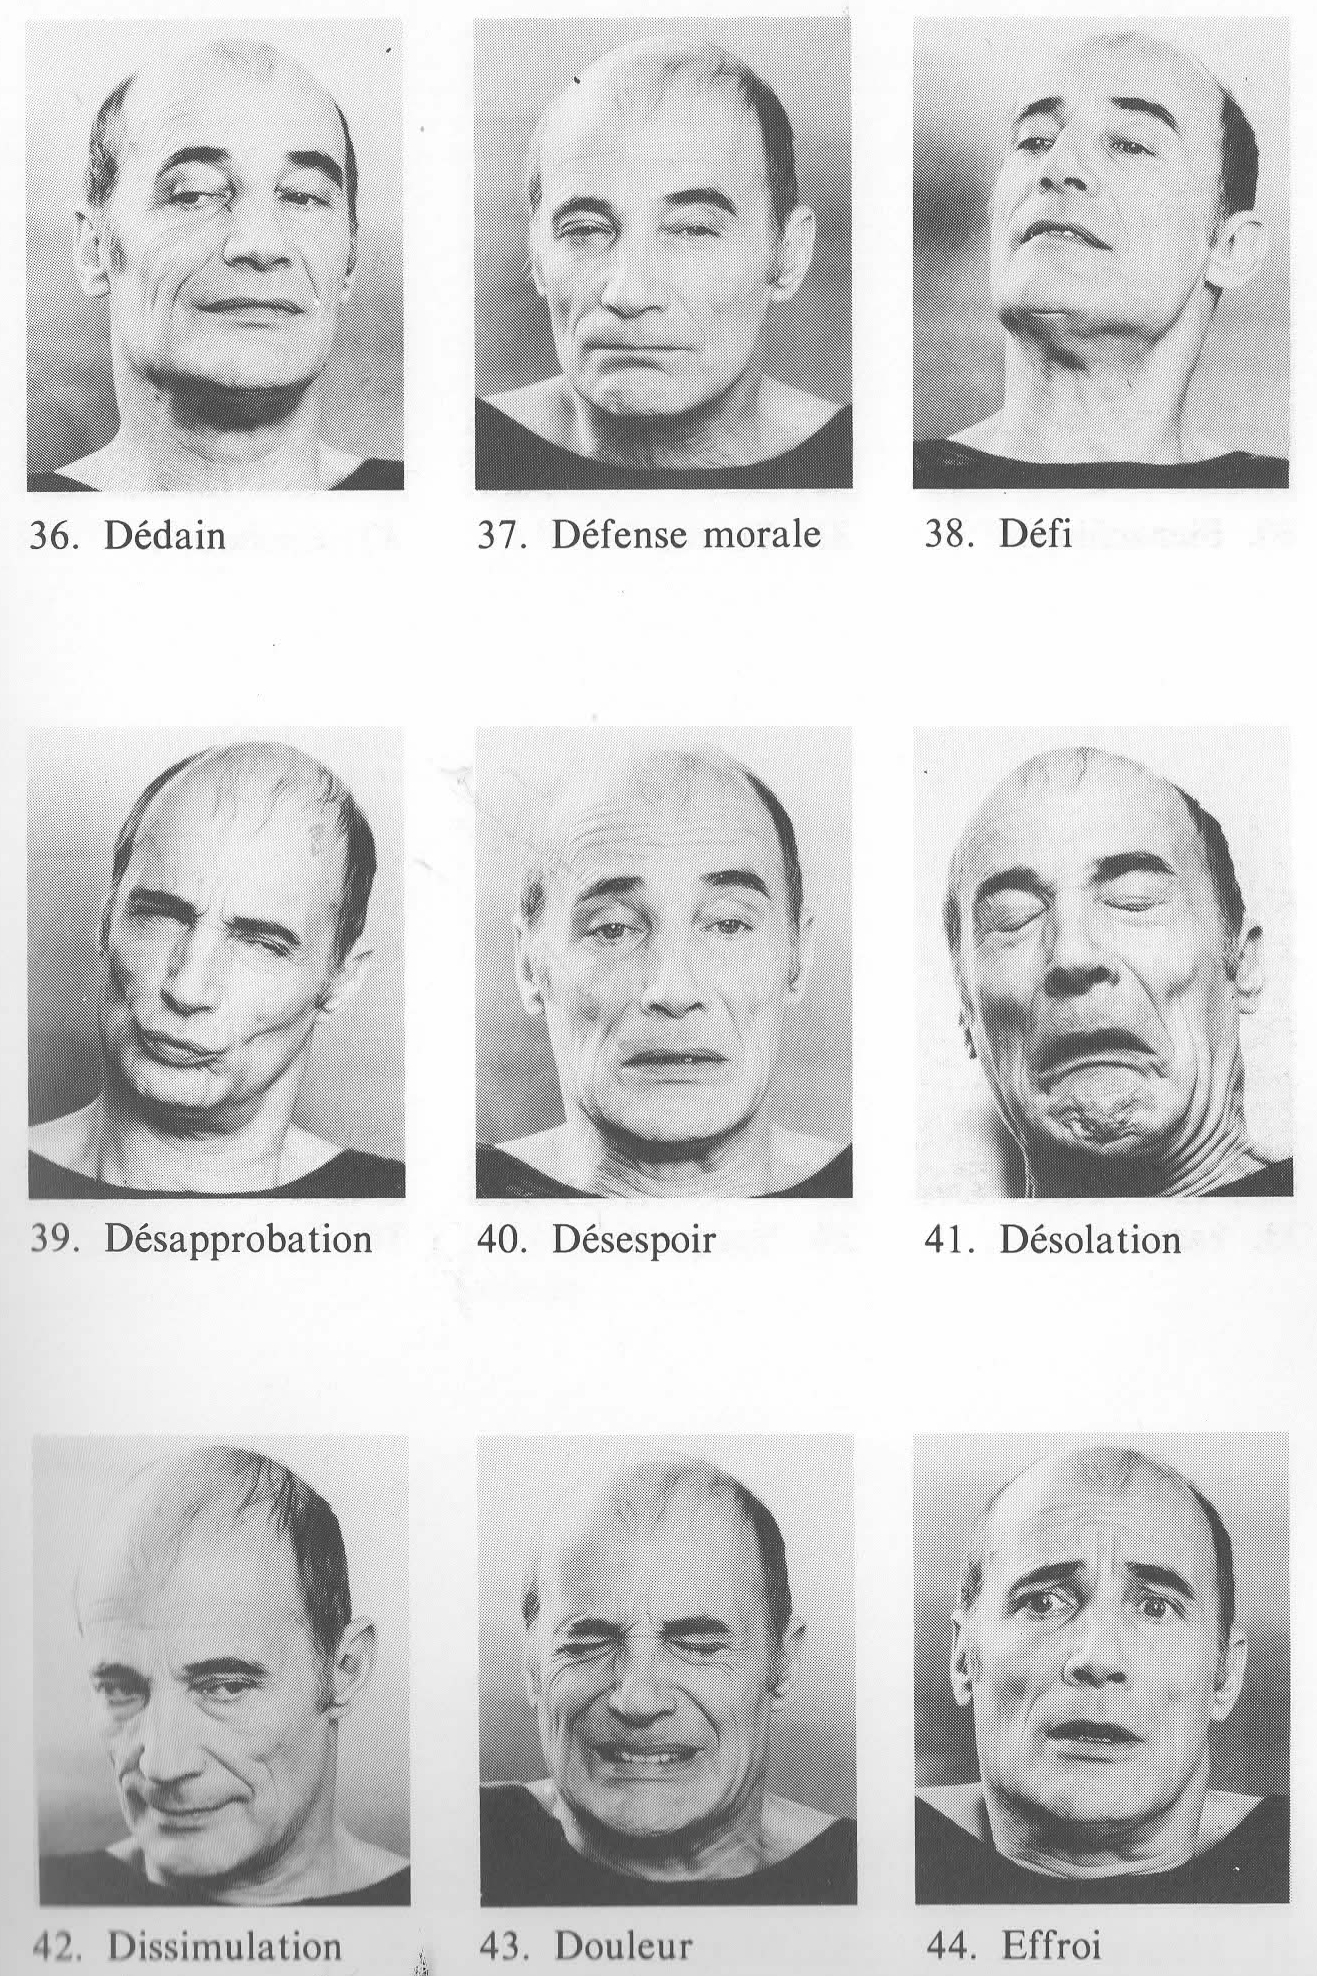 36. Dédain
37. Défense morale
38. Défi
39. Désapprobation
40. Désespoir
41. Désolation
42. Dissimulation
43. Douleur
44. Effroi